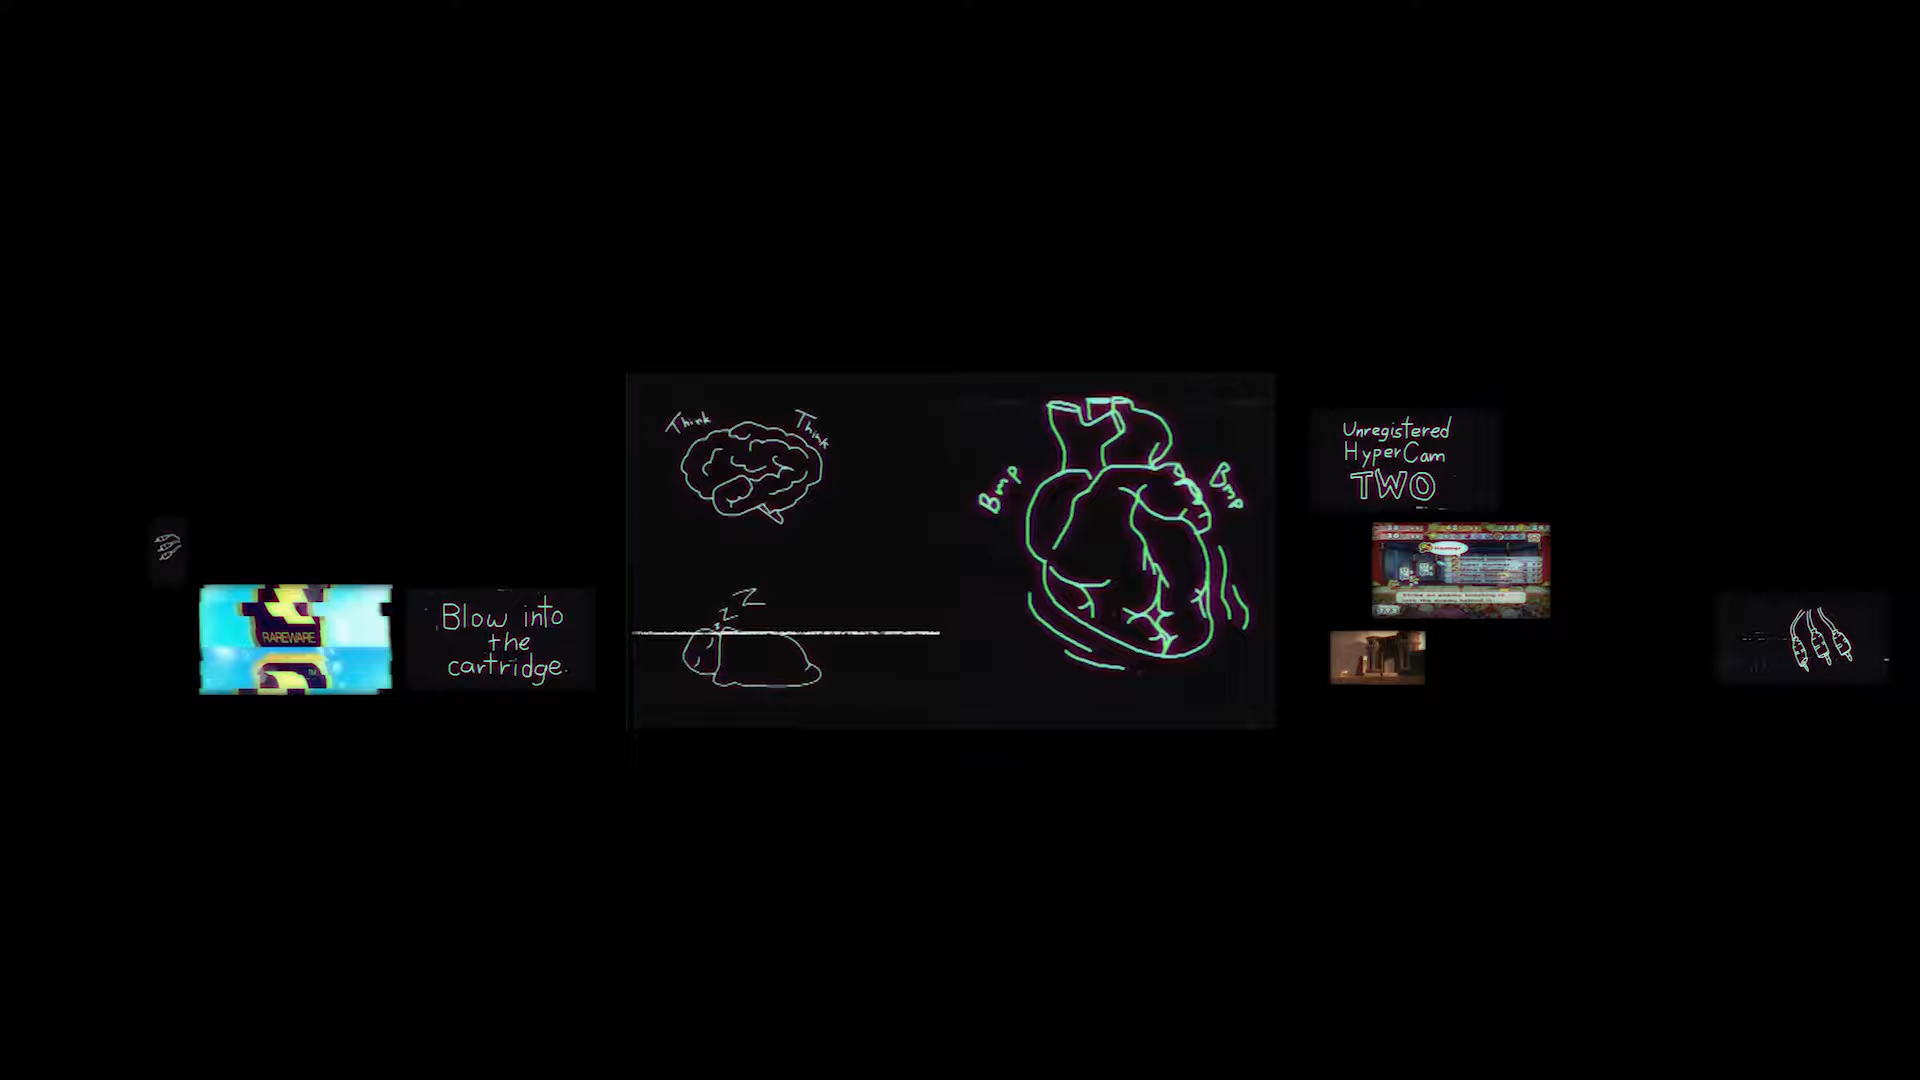 Think
Think
Bmp
Bmp
Unregistered
HyperCam
TWO
RAREWARE
Blow into
the
cartridge.